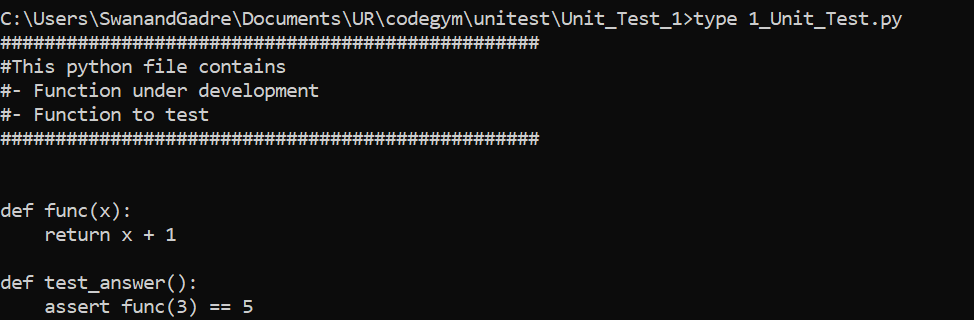 C:\Users\SwanandGadre\Documents\UR\codegym\unitest\Unit_Test_1>type 1_Unit_Test.py
#################################################
#This python file contains
#- Function under development
#- Function to test
#################################################
def func(x):
    return x + 1
def test_answer():
    assert func(3) == 5